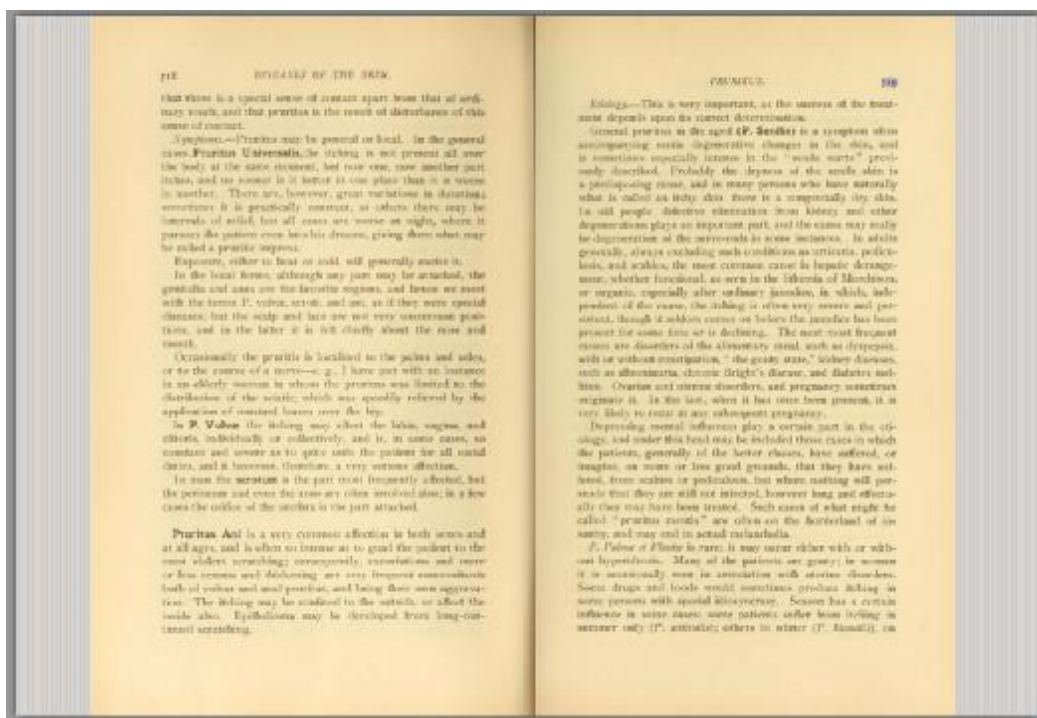 518 DISEASES OF THE SKIN.
that there is a special sense of contact apart from that of ordi-
nary touch, and that pruritus is the result of disturbance of this
sense of contact.
Symptoms.—Pruritus may be general or local. In the general
cases, Pruritus Universalis, the itching is not present all over
the body at the same moment, but now one, now another part
itches, and no sooner is it better in one place than it is worse
in another. There are, however, great variations in duration;
sometimes it is practically constant, at others there may be
intervals of relief, but all cases are worse at night, where it
pursues the patient even into his dreams, giving them what may
be called a pruritic impress.
Exposure, either to heat or cold, will generally excite it.
In the local forms, although any part may be attacked, the
genitalia and anus are the favorite regions, and hence we meet
with the terms P. vulvæ, scroti, and ani, as if they were special
diseases, but the scalp and face are not very uncommon posi-
tions, and in the latter it is felt chiefly about the nose and
mouth.
Occasionally the pruritis is localized to the palms and soles,
or to the course of a nerve—e. g., I have met with an instance
in an elderly woman in whom the pruritus was limited to the
distribution of the sciatic, which was speedily relieved by the
application of mustard leaves over the hip.
In P. Vulvæ the itching may affect the labia, vagina, and
clitoris, individually or collectively, and is, in some cases, so
constant and severe as to quite unfit the patient for all social
duties, and it becomes, therefore, a very serious affection.
In man the scrotum is the part most frequently affected, but
the perineum and even the anus are often involved also; in a few
cases the orifice of the urethra is the part attacked.
Pruritus Ani is a very common affection in both sexes and
at all ages, and is often so intense as to goad the patient to the
most violent scratching; consequently, excoriations and more
or less eczema and thickening are very frequent concomitants
both of vulvar and anal pruritus, and bring their own aggrava-
tion. The itching may be confined to the outside, or affect the
inside also. Epithelioma may be developed from long-con-
tinued scratching.
PRURITUS. 519
Etiology.—This is very important, as the success of the treat-
ment depends upon its correct determination.
General pruritus in the aged (P. Senilis) is a symptom often
accompanying senile degenerative changes in the skin, and
is sometimes especially intense in the "senile warts" previ-
ously described. Probably the dryness of the senile skin is
a predisposing cause, and in many persons who have naturally
what is called an itchy skin there is a congenitally dry skin.
In old people defective elimination from kidney and other
degenerations plays an important part, and the cause may really
be degeneration of the nerve-ends in some instances. In adults
generally, always excluding such conditions as urticaria, pedicu-
losis, and scabies, the most common cause is hepatic derange-
ment, whether functional, as seen in the lithemia of Murchison,
or organic, especially after ordinary jaundice, in which, inde-
pendent of the cause, the itching is often very severe and per-
sistent, though it seldom comes on before the jaundice has been
present for some time or is declining. The next most frequent
causes are disorders of the alimentary canal, such as dyspepsia,
with or without constipation, "the gouty state," kidney diseases,
such as albuminuria, chronic Bright's disease, and diabetes mel-
litus. Ovarian and uterine disorders, and pregnancy sometimes
originate it. In the last, when it has once been present, it is
very likely to recur at any subsequent pregnancy.
Depressing mental influences play a certain part in the eti-
ology, and under this head may be included those cases in which
the patients, generally of the better classes, have suffered, or
imagine, on more or less good grounds, that they have suf-
fered, from scabies or pediculosis, but where nothing will per-
suade that they are still not infected, however long and effectu-
ally they may have been treated. Such cases of what might be
called "pruritus mentis" are often on the borderland of in-
sanity, and may end in actual melancholia.
P. Palmæ et Plantæ is rare; it may occur either with or with-
out hyperidrosis. Many of the patients are gouty; in women
it is occasionally seen in association with uterine disorders.
Some drugs and foods would sometimes produce itching in
some persons with special idiosyncrasy. Season has a certain
influence in some cases; some patients suffer from itching in
summer only (P. æstivalis); others in winter (P. hiemalis), on